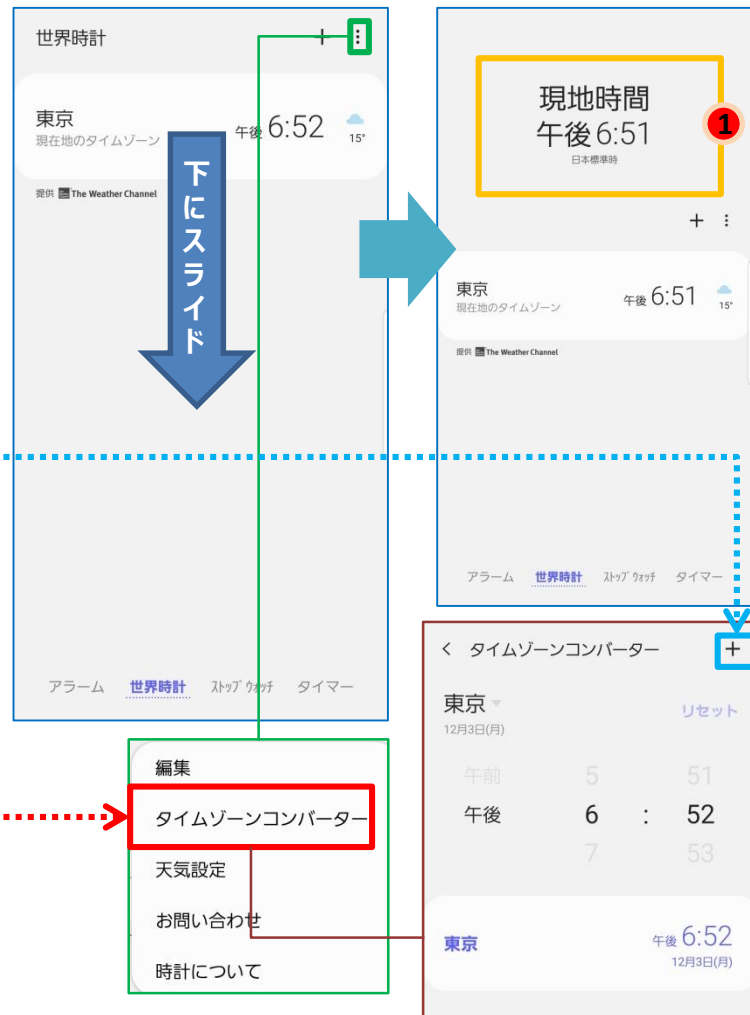 世界時計
+
東京
現在地のタイムゾーン
午後 6:52
15°
提供 The Weather Channel
下にスライド
アラーム 世界時計 ストップウォッチ タイマー
現地時間
午後 6:51
日本標準時
1
+
東京
現在地のタイムゾーン
午後 6:51
15°
提供 The Weather Channel
アラーム 世界時計 ストップウォッチ タイマー
編集
タイムゾーンコンバーター
天気設定
お問い合わせ
時計について
< タイムゾーンコンバーター +
東京
12月3日(月)
リセット
午前 5 51
午後 6 : 52
7 53
東京
午後 6:52
12月3日(月)